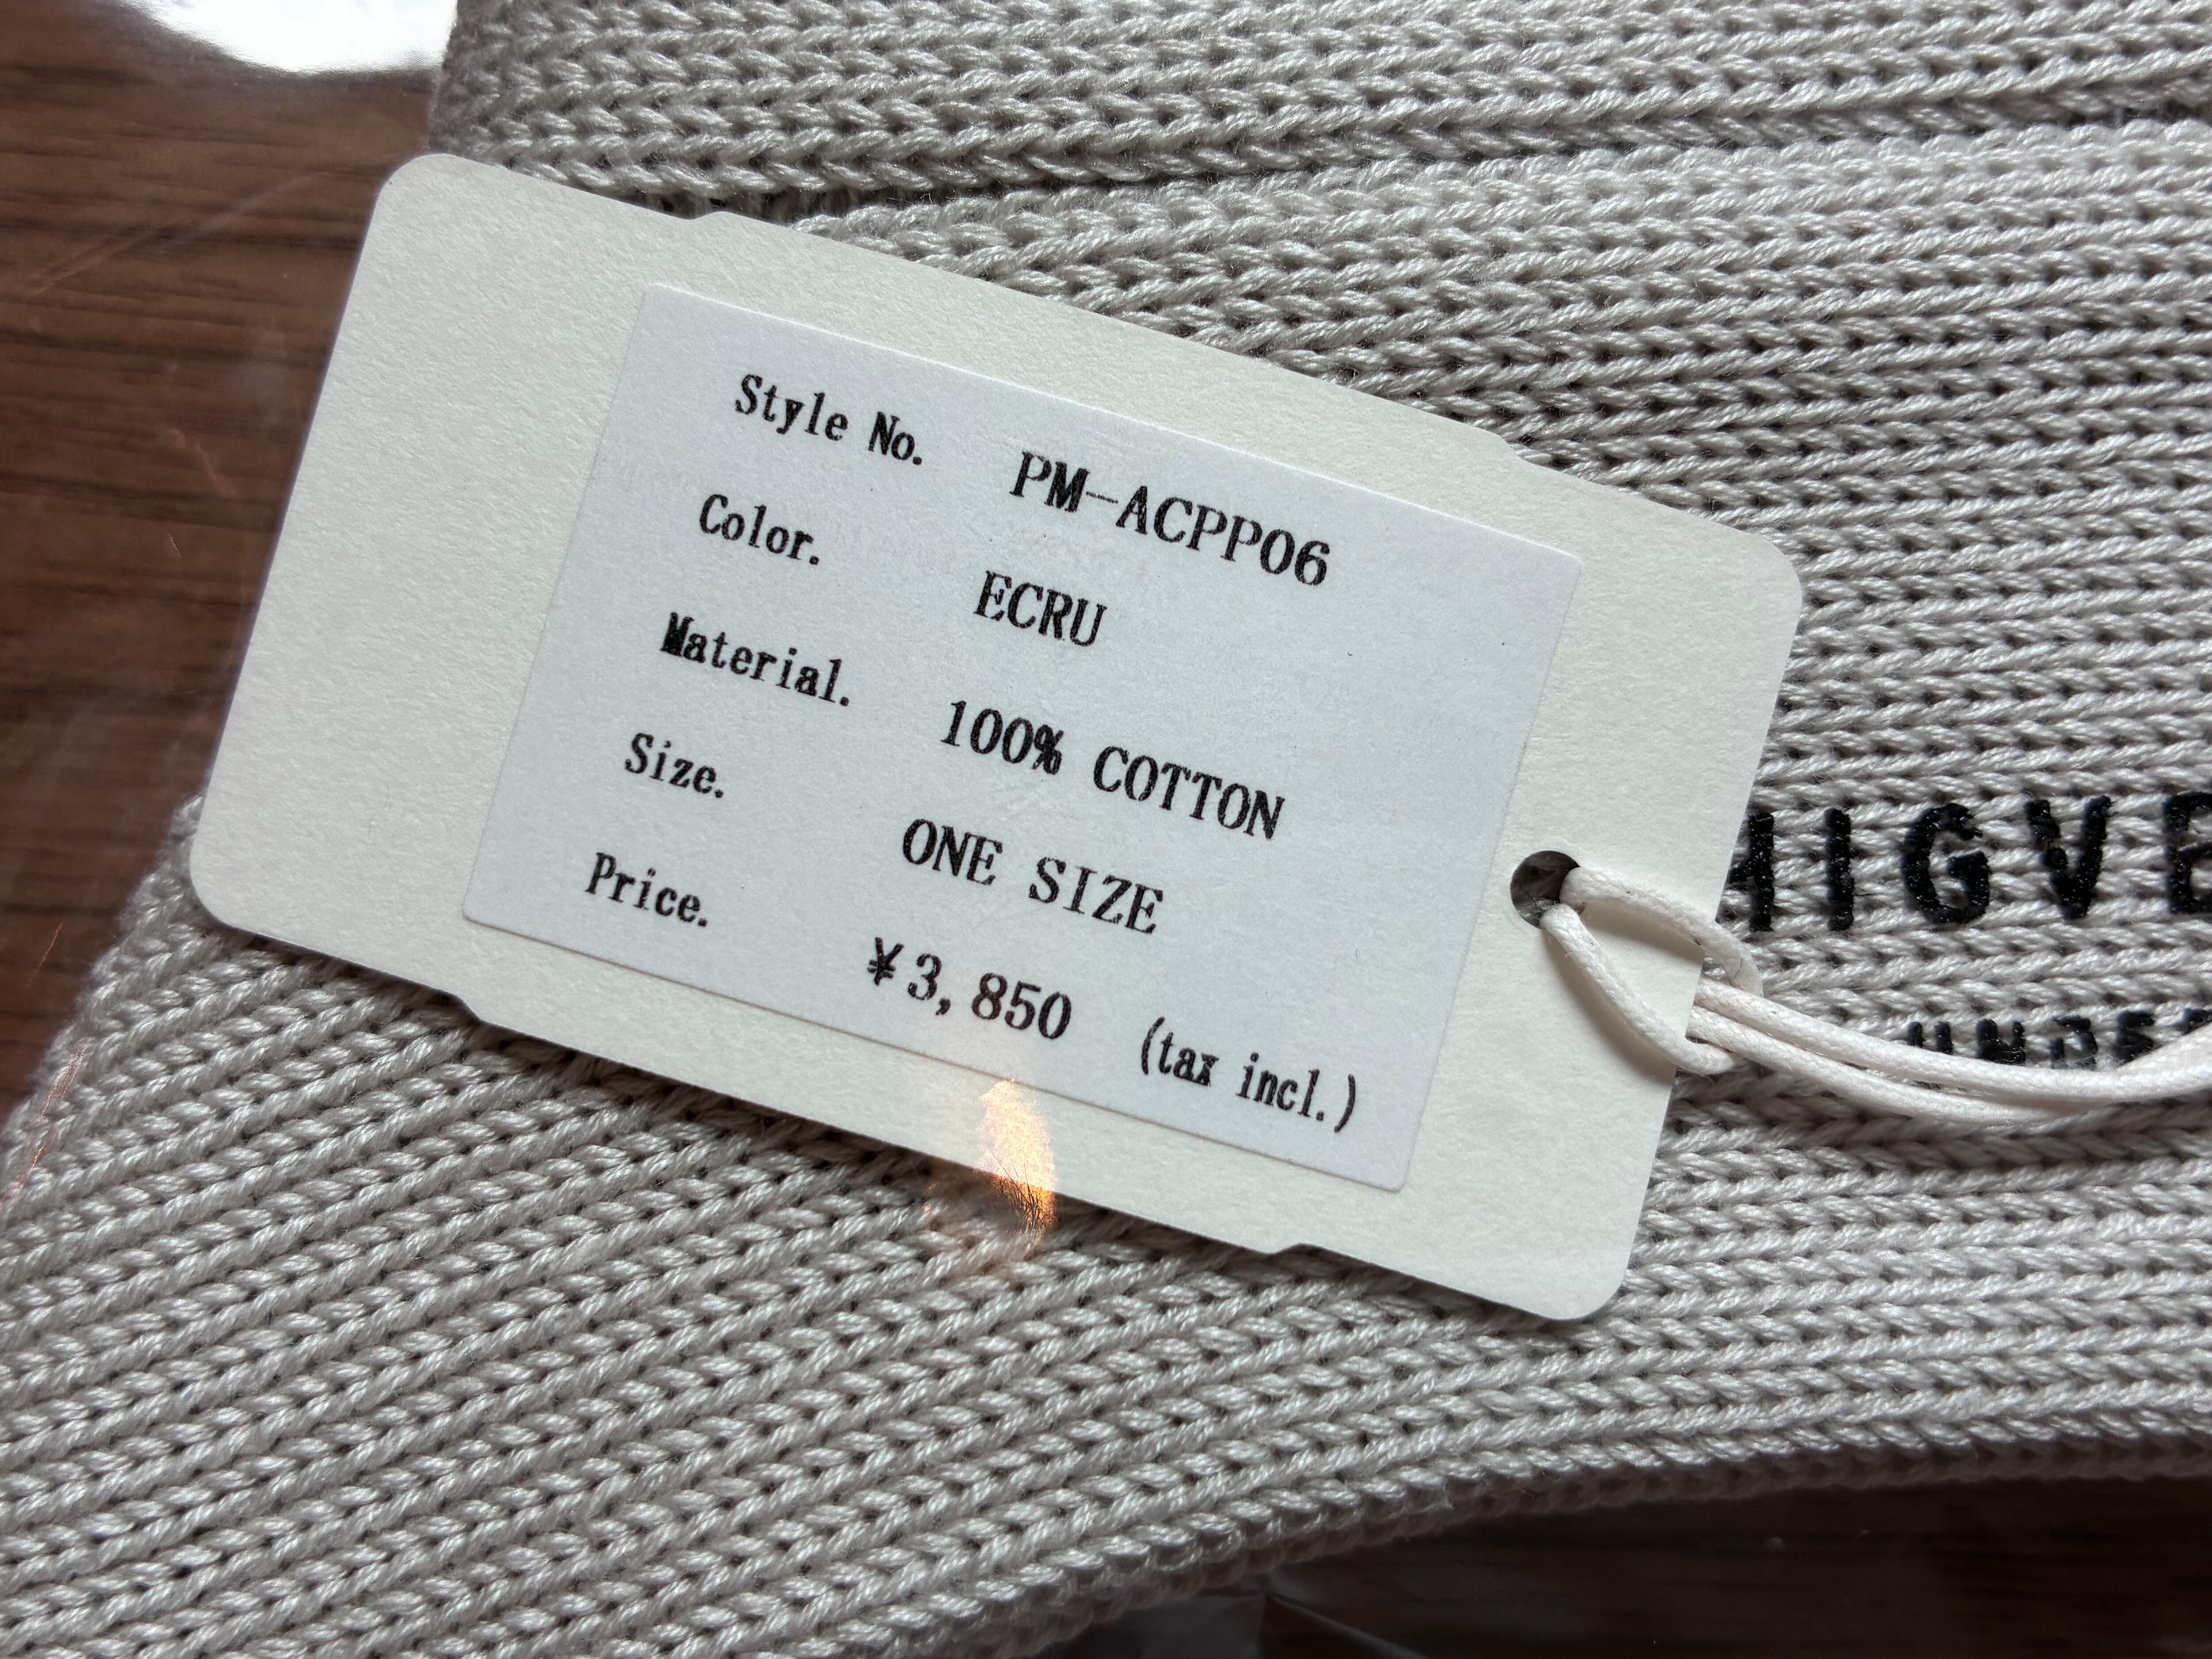 Style No. PM-ACPP06
Color. ECRU
Material. 100% COTTON
Size. ONE SIZE
Price. ¥3,850 (tax incl.)